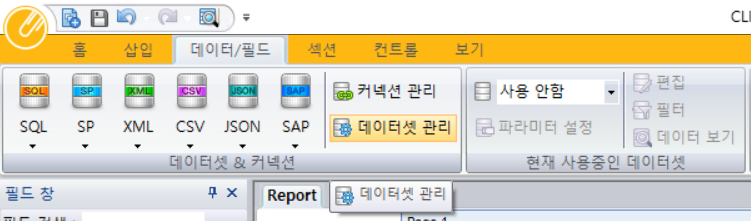 CLI
홈 삽입 데이터/필드 섹션 컨트롤 보기
SQL SP XML CSV JSON SAP
커넥션 관리 사용 안함 편집
필터
SQL SP XML CSV JSON SAP 데이터셋 관리 파라미터 설정 데이터 보기
데이터셋 & 커넥션 현재 사용중인 데이터셋
필드 창 Report 데이터셋 관리